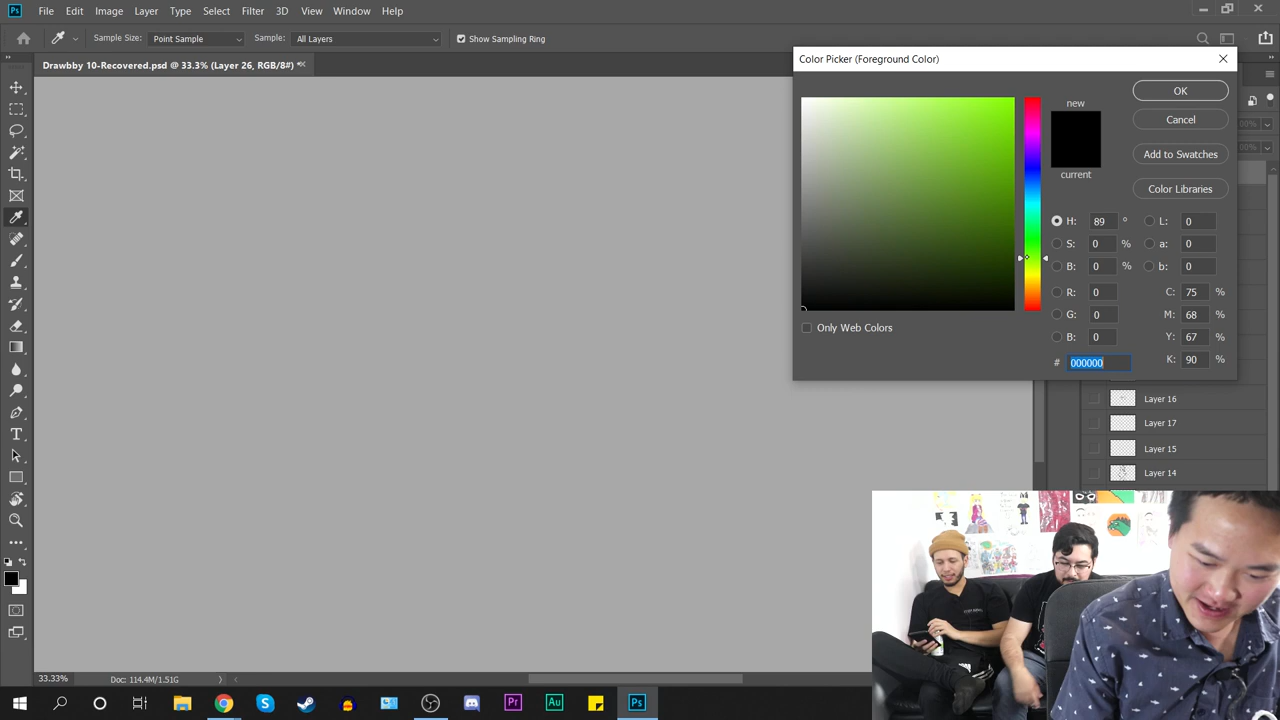 Ps File Edit Image Layer Type Select Filter 3D View Window Help
Sample Size: Point Sample Sample: All Layers Show Sampling Ring
Drawbby 10-Recovered.psd @ 33.3% (Layer 26, RGB/8#) *
Color Picker (Foreground Color)
OK
new
Cancel
Add to Swatches
current
Color Libraries
H: 89 ° L: 0
S: 0 % a: 0
B: 0 % b: 0
R: 0 C: 75 %
G: 0 M: 68 %
Only Web Colors
B: 0 Y: 67 %
# 000000 K: 90 %
Layer 16
Layer 17
Layer 15
Layer 14
33.33% Doc: 114.4M/1.51G
Pr Au Ps